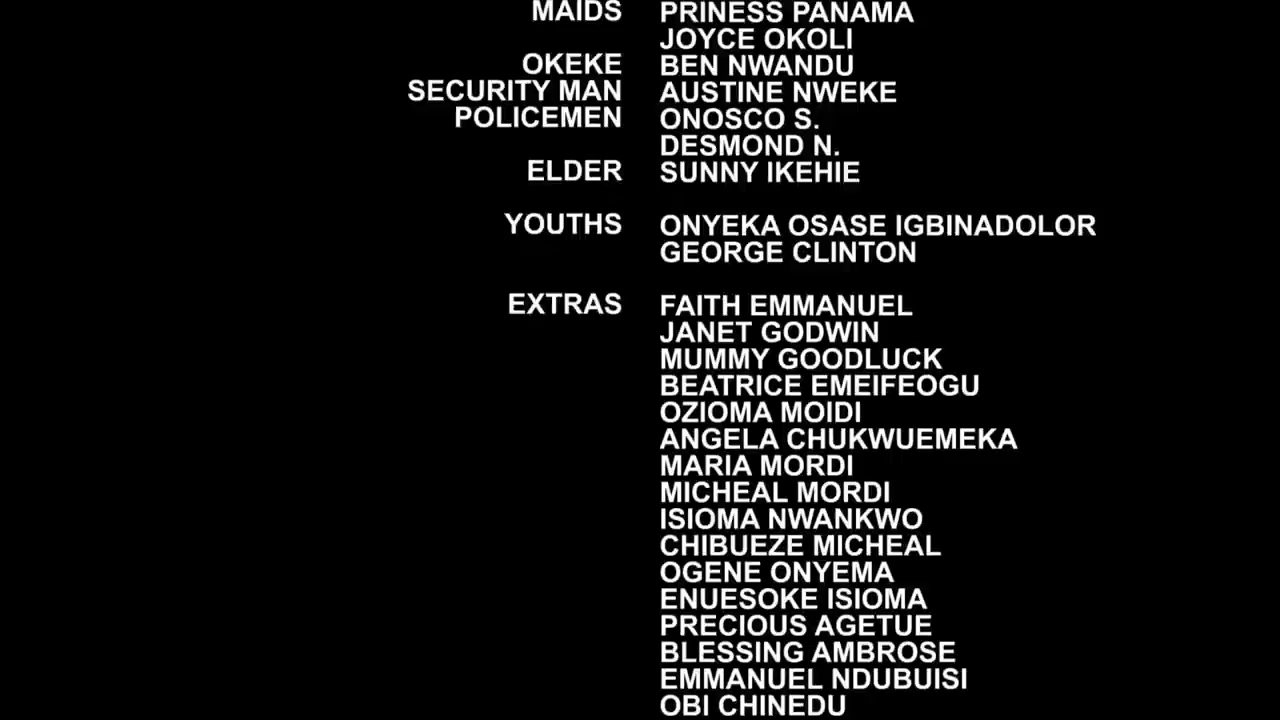 MAIDS PRINESS PANAMA
JOYCE OKOLI
OKEKE BEN NWANDU
SECURITY MAN AUSTINE NWEKE
POLICEMEN ONOSCO S.
DESMOND N.
ELDER SUNNY IKEHIE
YOUTHS ONYEKA OSASE IGBINADOLOR
GEORGE CLINTON
EXTRAS FAITH EMMANUEL
JANET GODWIN
MUMMY GOODLUCK
BEATRICE EMEIFEOGU
OZIOMA MOIDI
ANGELA CHUKWUEMEKA
MARIA MORDI
MICHEAL MORDI
ISIOMA NWANKWO
CHIBUEZE MICHEAL
OGENE ONYEMA
ENUESOKE ISIOMA
PRECIOUS AGETUE
BLESSING AMBROSE
EMMANUEL NDUBUISI
OBI CHINEDU